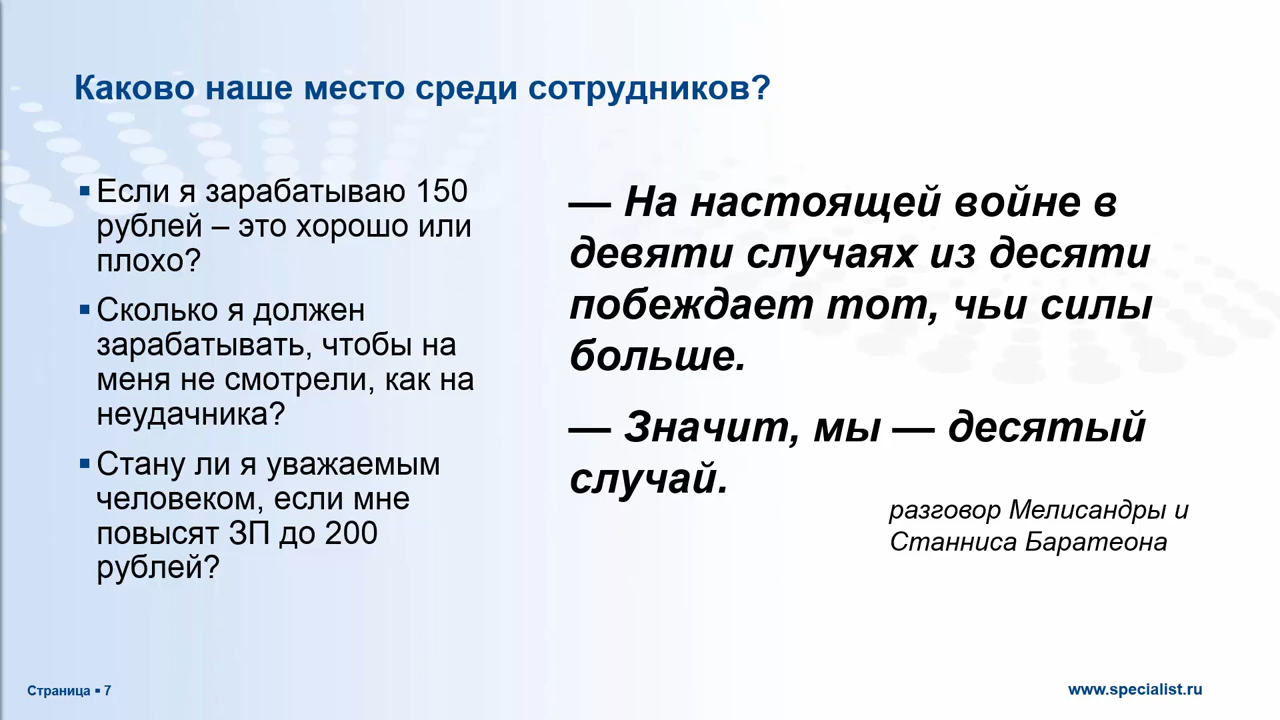 Каково наше место среди сотрудников?
▪ Если я зарабатываю 150
рублей – это хорошо или
плохо?
▪ Сколько я должен
зарабатывать, чтобы на
меня не смотрели, как на
неудачника?
▪ Стану ли я уважаемым
человеком, если мне
повысят ЗП до 200
рублей?
— На настоящей войне в
девяти случаях из десяти
побеждает тот, чьи силы
больше.
— Значит, мы — десятый
случай.
разговор Мелисандры и
Станниса Баратеона
Страница ▪ 7
www.specialist.ru